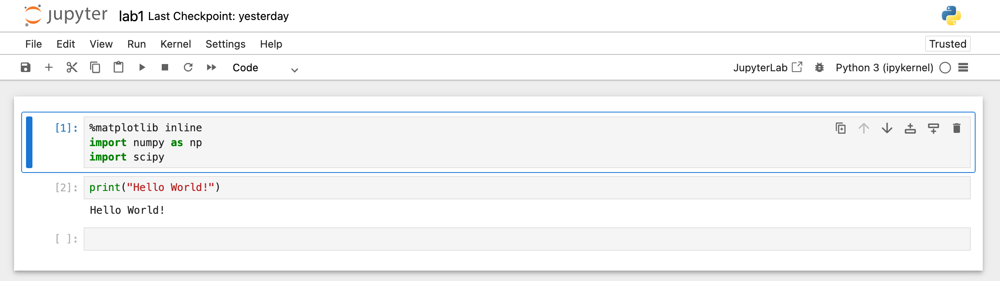 jupyter lab1 Last Checkpoint: yesterday
File Edit View Run Kernel Settings Help Trusted
Code JupyterLab Python 3 (ipykernel)
[1]: %matplotlib inline
import numpy as np
import scipy
[2]: print("Hello World!")
Hello World!
[ ]: